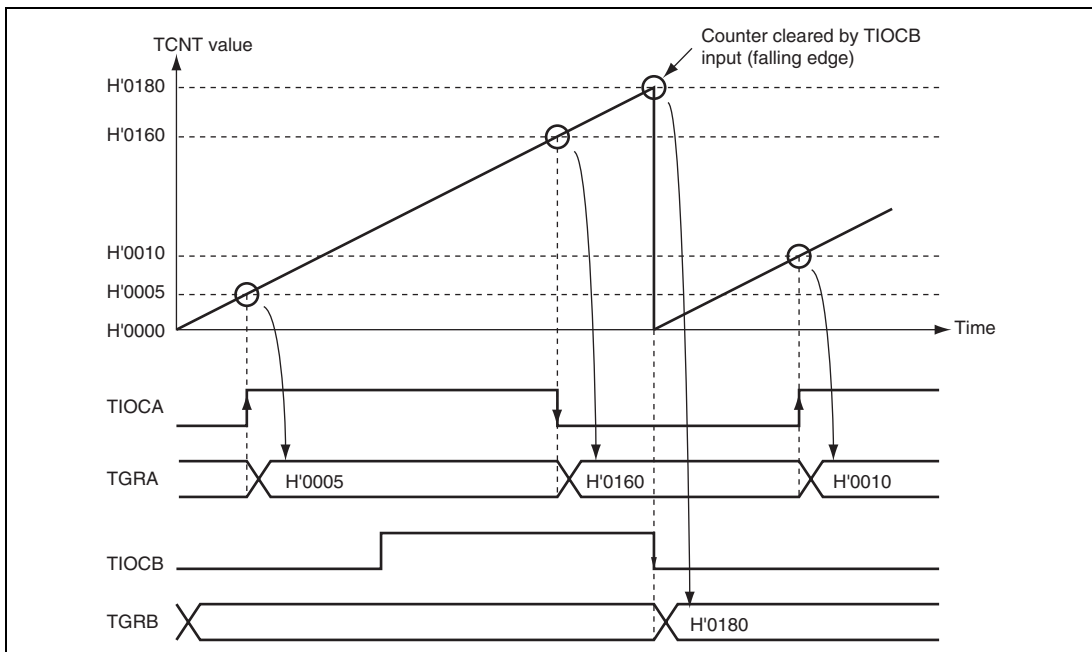 Counter cleared by TIOCB
input (falling edge)
TCNT value
H'0180
H'0160
H'0010
H'0005
H'0000
Time
TIOCA
TGRA
H'0005
H'0160
H'0010
TIOCB
TGRB
H'0180